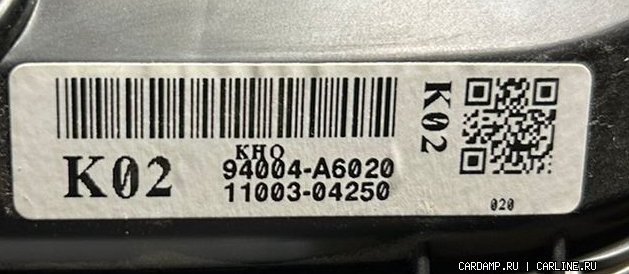 K02
KHO
K02
94004-A6020
11003-04250
020
CARDAMP.RU | CARLINE.RU